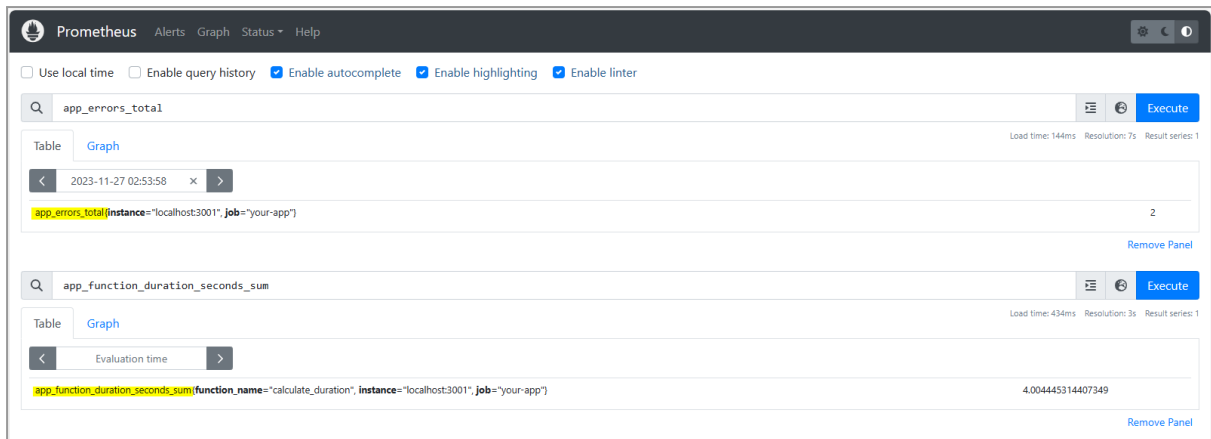 Prometheus Alerts Graph Status Help
Use local time Enable query history Enable autocomplete Enable highlighting Enable linter
app_errors_total Execute
Load time: 144ms Resolution: 7s Result series: 1
Table Graph
2023-11-27 02:53:58
app_errors_total{instance="localhost:3001", job="your-app"} 2
Remove Panel
app_function_duration_seconds_sum Execute
Load time: 434ms Resolution: 3s Result series: 1
Table Graph
Evaluation time
app_function_duration_seconds_sum{function_name="calculate_duration", instance="localhost:3001", job="your-app"} 4.004445314407349
Remove Panel